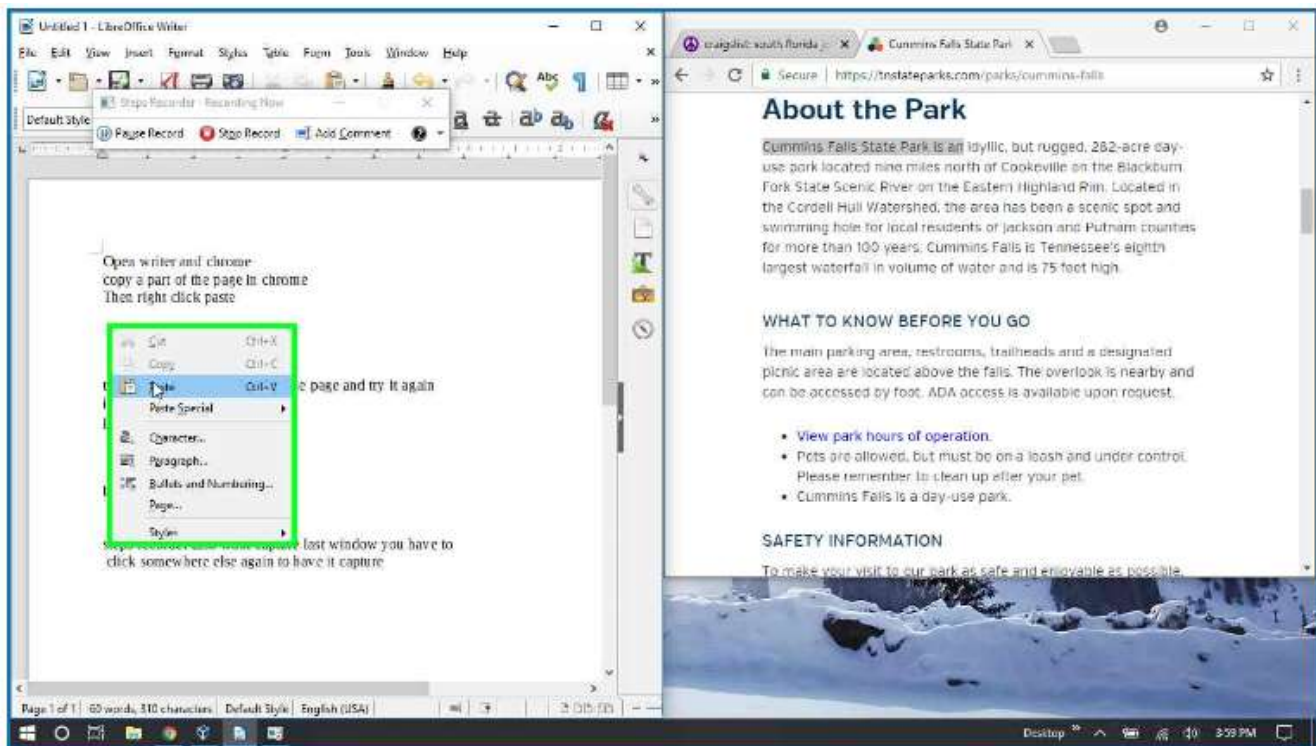 Untitled 1 - LibreOffice Writer
File Edit View Insert Format Styles Table Form Tools Window Help
Steps Recorder - Recording Now
Default Style
Pause Record Stop Record Add Comment
Open writer and chrome
copy a part of the page in chrome
Then right click paste
Cut Ctrl+X
Copy Ctrl+C
Paste Ctrl+V
e page and try it again
Paste Special
Character...
Paragraph...
Bullets and Numbering...
Page...
Styles
last window you have to
click somewhere else again to have it capture
Page 1 of 1 60 words, 310 characters Default Style English (USA)
craigslist: south florida j
Cummins Falls State Park
Secure https://tnstateparks.com/parks/cummins-falls
About the Park
Cummins Falls State Park is an idyllic, but rugged, 282-acre day-
use park located nine miles north of Cookeville on the Blackburn
Fork State Scenic River on the Eastern Highland Rim. Located in
the Cordell Hull Watershed, the area has been a scenic spot and
swimming hole for local residents of Jackson and Putnam counties
for more than 100 years. Cummins Falls is Tennessee's eighth
largest waterfall in volume of water and is 75 feet high.
WHAT TO KNOW BEFORE YOU GO
The main parking area, restrooms, trailheads and a designated
picnic area are located above the falls. The overlook is nearby and
can be accessed by foot. ADA access is available upon request.
View park hours of operation.
Pets are allowed, but must be on a leash and under control.
Please remember to clean up after your pet.
Cummins Falls is a day-use park.
SAFETY INFORMATION
To make your visit to our park as safe and enjoyable as possible,
Desktop 3:59 PM